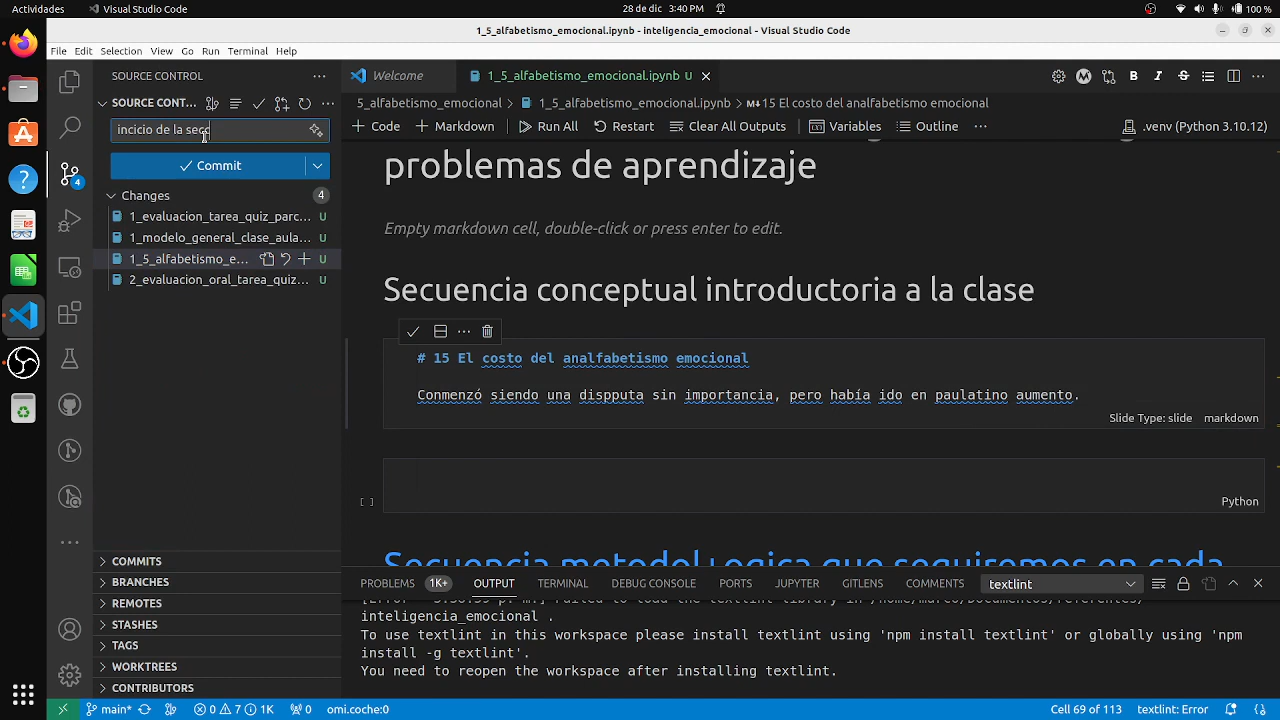 Actividades
Visual Studio Code
28 de dic 3:40 PM
100 %
1_5_alfabetismo_emocional.ipynb - inteligencia_emocional - Visual Studio Code
File Edit Selection View Go Run Terminal Help
SOURCE CONTROL
Welcome
1_5_alfabetismo_emocional.ipynb U
SOURCE CONT...
5_alfabetismo_emocional
1_5_alfabetismo_emocional.ipynb
15 El costo del analfabetismo emocional
incicio de la secc
Code
Markdown
Run All
Restart
Clear All Outputs
Variables
Outline
.venv (Python 3.10.12)
Commit
4
Changes 4
1_evaluacion_tarea_quiz_parc... U
1_modelo_general_clase_aula... U
1_5_alfabetismo_e... U
2_evaluacion_oral_tarea_quiz... U
problemas de aprendizaje
Empty markdown cell, double-click or press enter to edit.
Secuencia conceptual introductoria a la clase
# 15 El costo del analfabetismo emocional
Conmenzó siendo una dispputa sin importancia, pero había ido en paulatino aumento.
Slide Type: slide markdown
[ ]
Python
COMMITS
BRANCHES
REMOTES
STASHES
TAGS
WORKTREES
CONTRIBUTORS
PROBLEMS 1K+ OUTPUT TERMINAL DEBUG CONSOLE PORTS JUPYTER GITLENS COMMENTS
textlint
inteligencia_emocional .
To use textlint in this workspace please install textlint using 'npm install textlint' or globally using 'npm
install -g textlint'.
You need to reopen the workspace after installing textlint.
main*
0 7 1K
0
omi.coche:0
Cell 69 of 113
textlint: Error